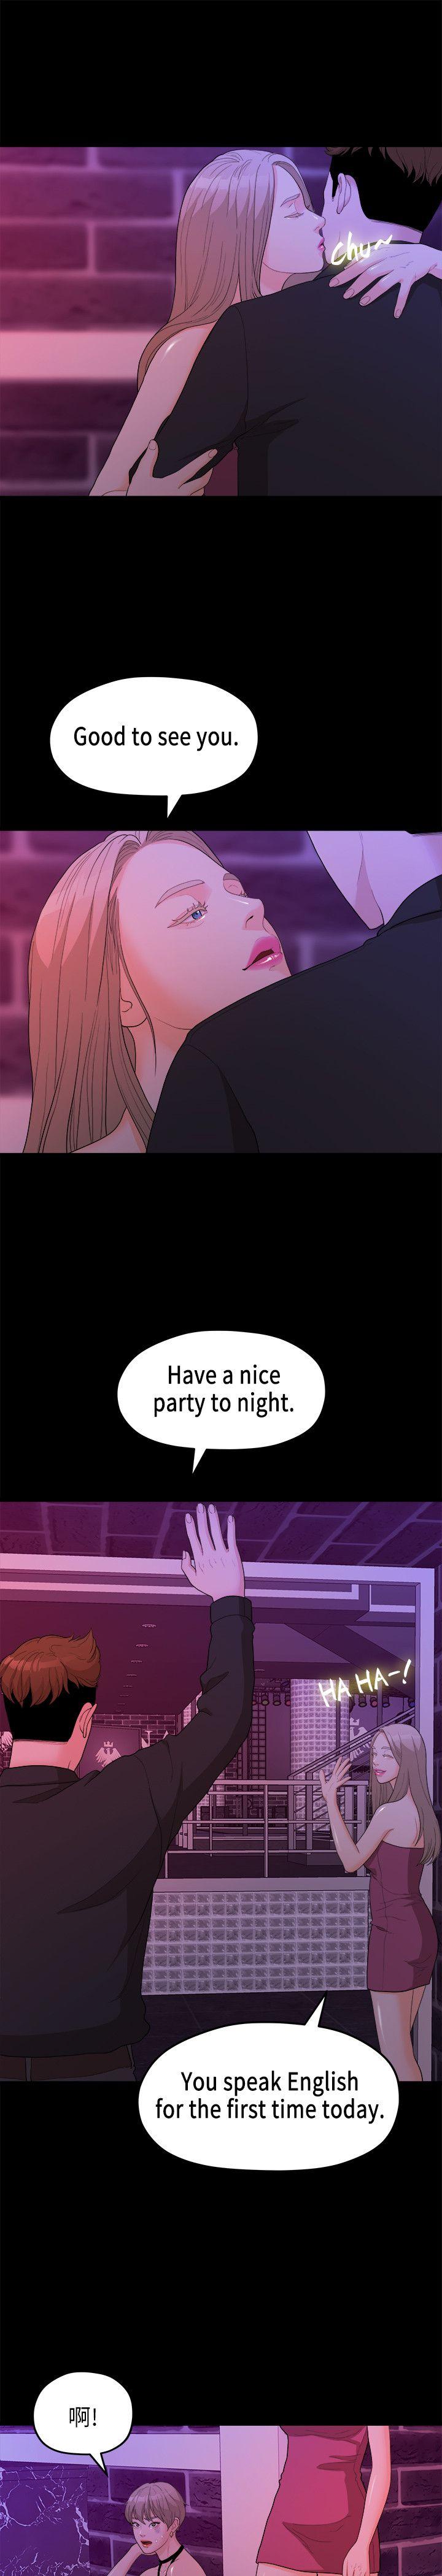 chu~
Good to see you.
Have a nice
party to night.
HA HA-!
You speak English
for the first time today.
啊!